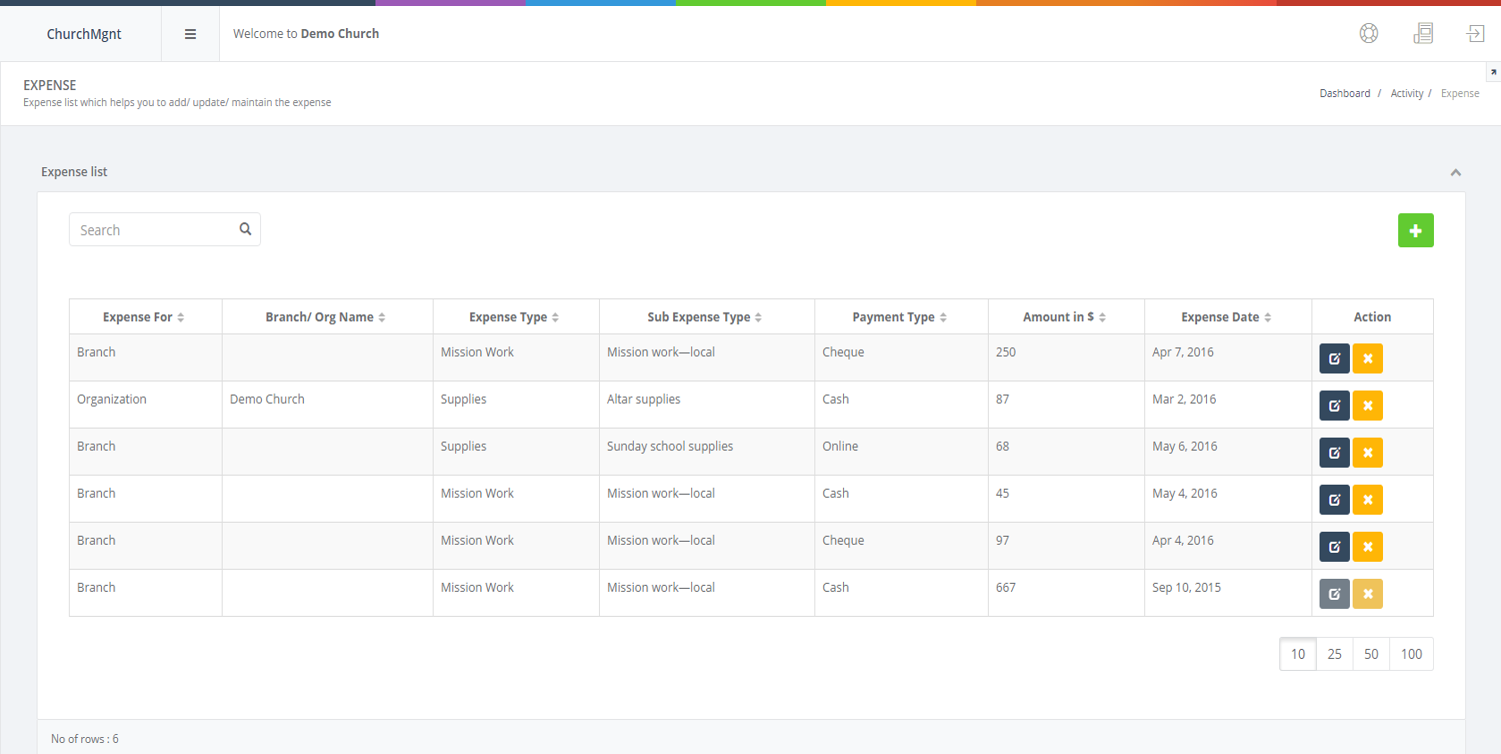 ChurchMgnt
Welcome to Demo Church
EXPENSE
Expense list which helps you to add/ update/ maintain the expense
Dashboard / Activity / Expense
Expense list
Search
Expense For Branch/ Org Name Expense Type Sub Expense Type Payment Type Amount in $ Expense Date Action
Branch Mission Work Mission work—local Cheque 250 Apr 7, 2016
Organization Demo Church Supplies Altar supplies Cash 87 Mar 2, 2016
Branch Supplies Sunday school supplies Online 68 May 6, 2016
Branch Mission Work Mission work—local Cash 45 May 4, 2016
Branch Mission Work Mission work—local Cheque 97 Apr 4, 2016
Branch Mission Work Mission work—local Cash 667 Sep 10, 2015
10 25 50 100
No of rows : 6